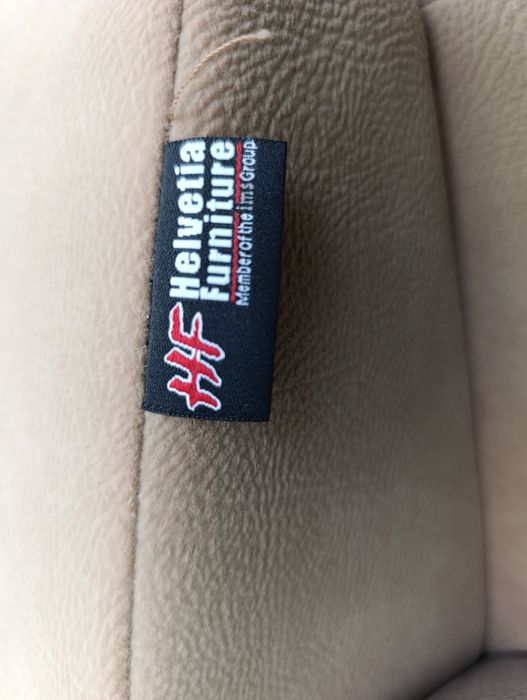 HF
Helvetia
Furniture
Member of the ims Group